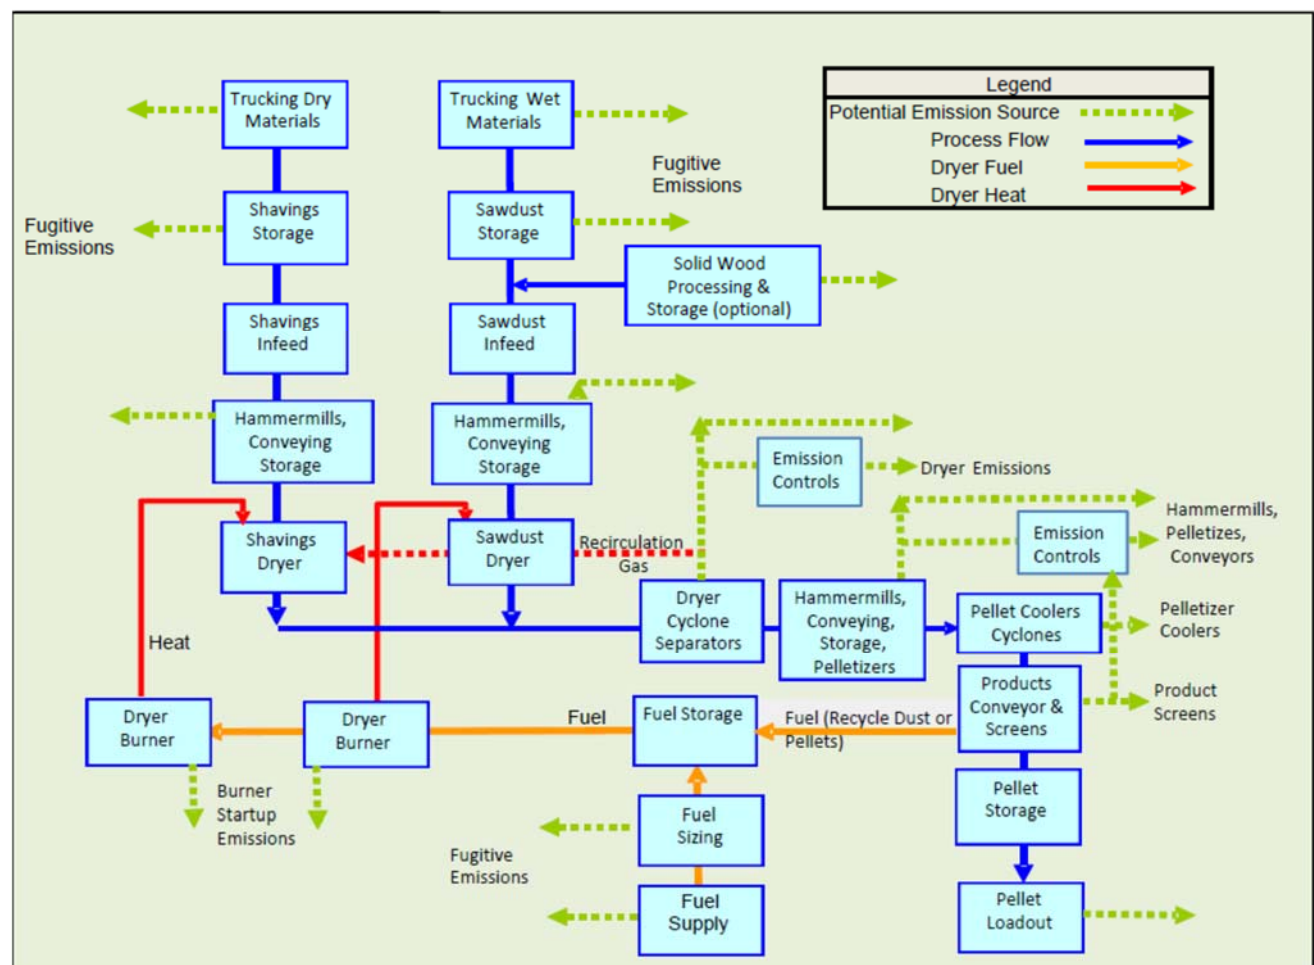 Legend
Potential Emission Source
Process Flow
Dryer Fuel
Dryer Heat
Trucking Dry
Materials
Trucking Wet
Materials
Fugitive
Emissions
Fugitive
Emissions
Shavings
Storage
Sawdust
Storage
Solid Wood
Processing &
Storage (optional)
Shavings
Infeed
Sawdust
Infeed
Hammermills,
Conveying
Storage
Hammermills,
Conveying
Storage
Emission
Controls
Dryer Emissions
Emission
Controls
Hammermills,
Pelletizes,
Conveyors
Shavings
Dryer
Sawdust
Dryer
Recirculation
Gas
Dryer
Cyclone
Separators
Hammermills,
Conveying,
Storage,
Pelletizers
Pellet Coolers
Cyclones
Pelletizer
Coolers
Heat
Products
Conveyor &
Screens
Product
Screens
Dryer
Burner
Dryer
Burner
Fuel
Fuel Storage
Fuel (Recycle Dust or
Pellets)
Burner
Startup
Emissions
Fuel
Sizing
Pellet
Storage
Fugitive
Emissions
Fuel
Supply
Pellet
Loadout